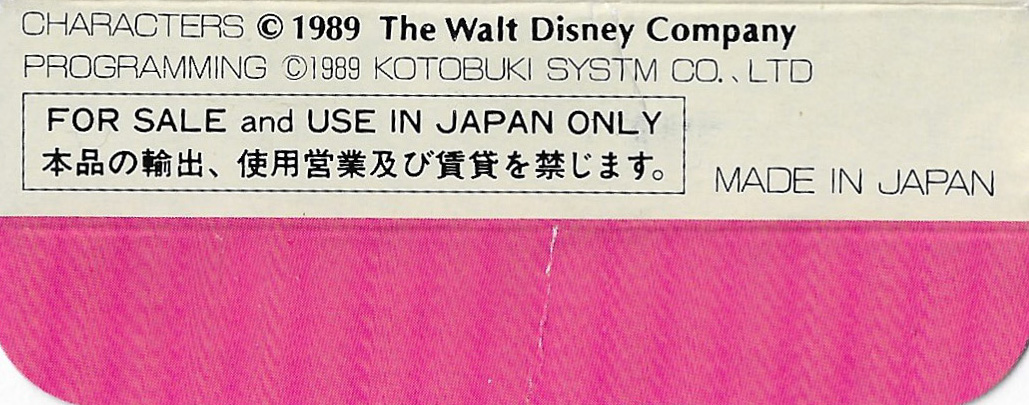 CHARACTERS © 1989 The Walt Disney Company
PROGRAMMING ©1989 KOTOBUKI SYSTM CO.、LTD
FOR SALE and USE IN JAPAN ONLY
本品の輸出、使用営業及び賃貸を禁じます。
MADE IN JAPAN